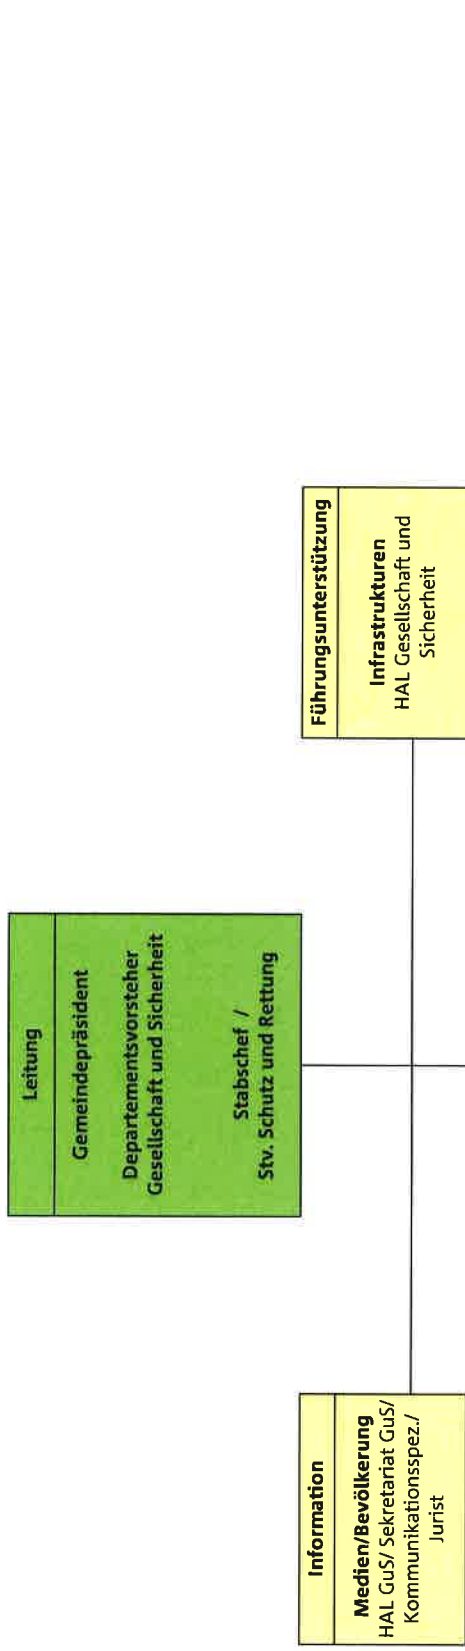 Leitung
Gemeindepräsident
Departementsvorsteher
Gesellschaft und Sicherheit
Stabschef /
Stv. Schutz und Rettung
Information
Medien/Bevölkerung
HAL GuS/ Sekretariat GuS/
Kommunikationsspez./
Jurist
Führungsunterstützung
Infrastrukturen
HAL Gesellschaft und
Sicherheit